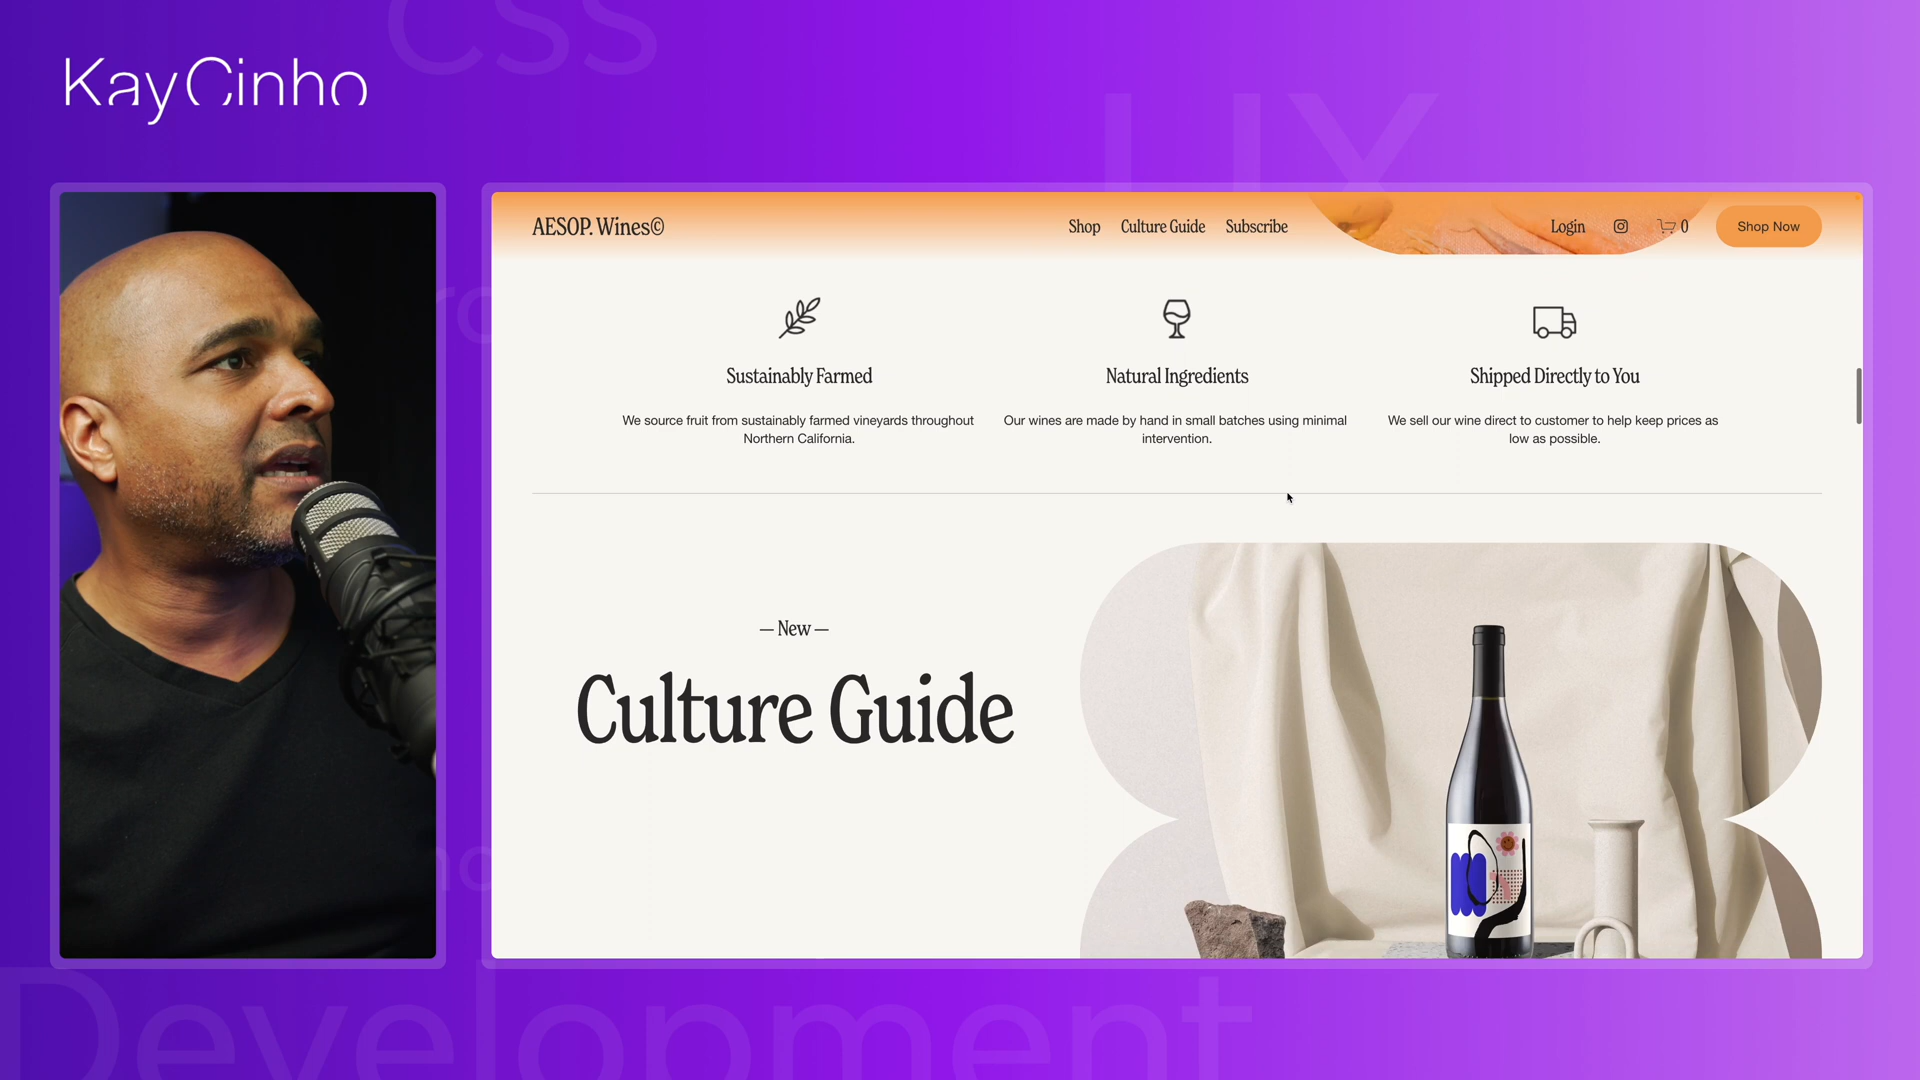 CSS
UX
KayCinho
AESOP. Wines©
Shop
Culture Guide
Subscribe
Login
0
Shop Now
Sustainably Farmed
We source fruit from sustainably farmed vineyards throughout
Northern California.
Natural Ingredients
Our wines are made by hand in small batches using minimal
intervention.
Shipped Directly to You
We sell our wine direct to customer to help keep prices as
low as possible.
— New —
Culture Guide
Development